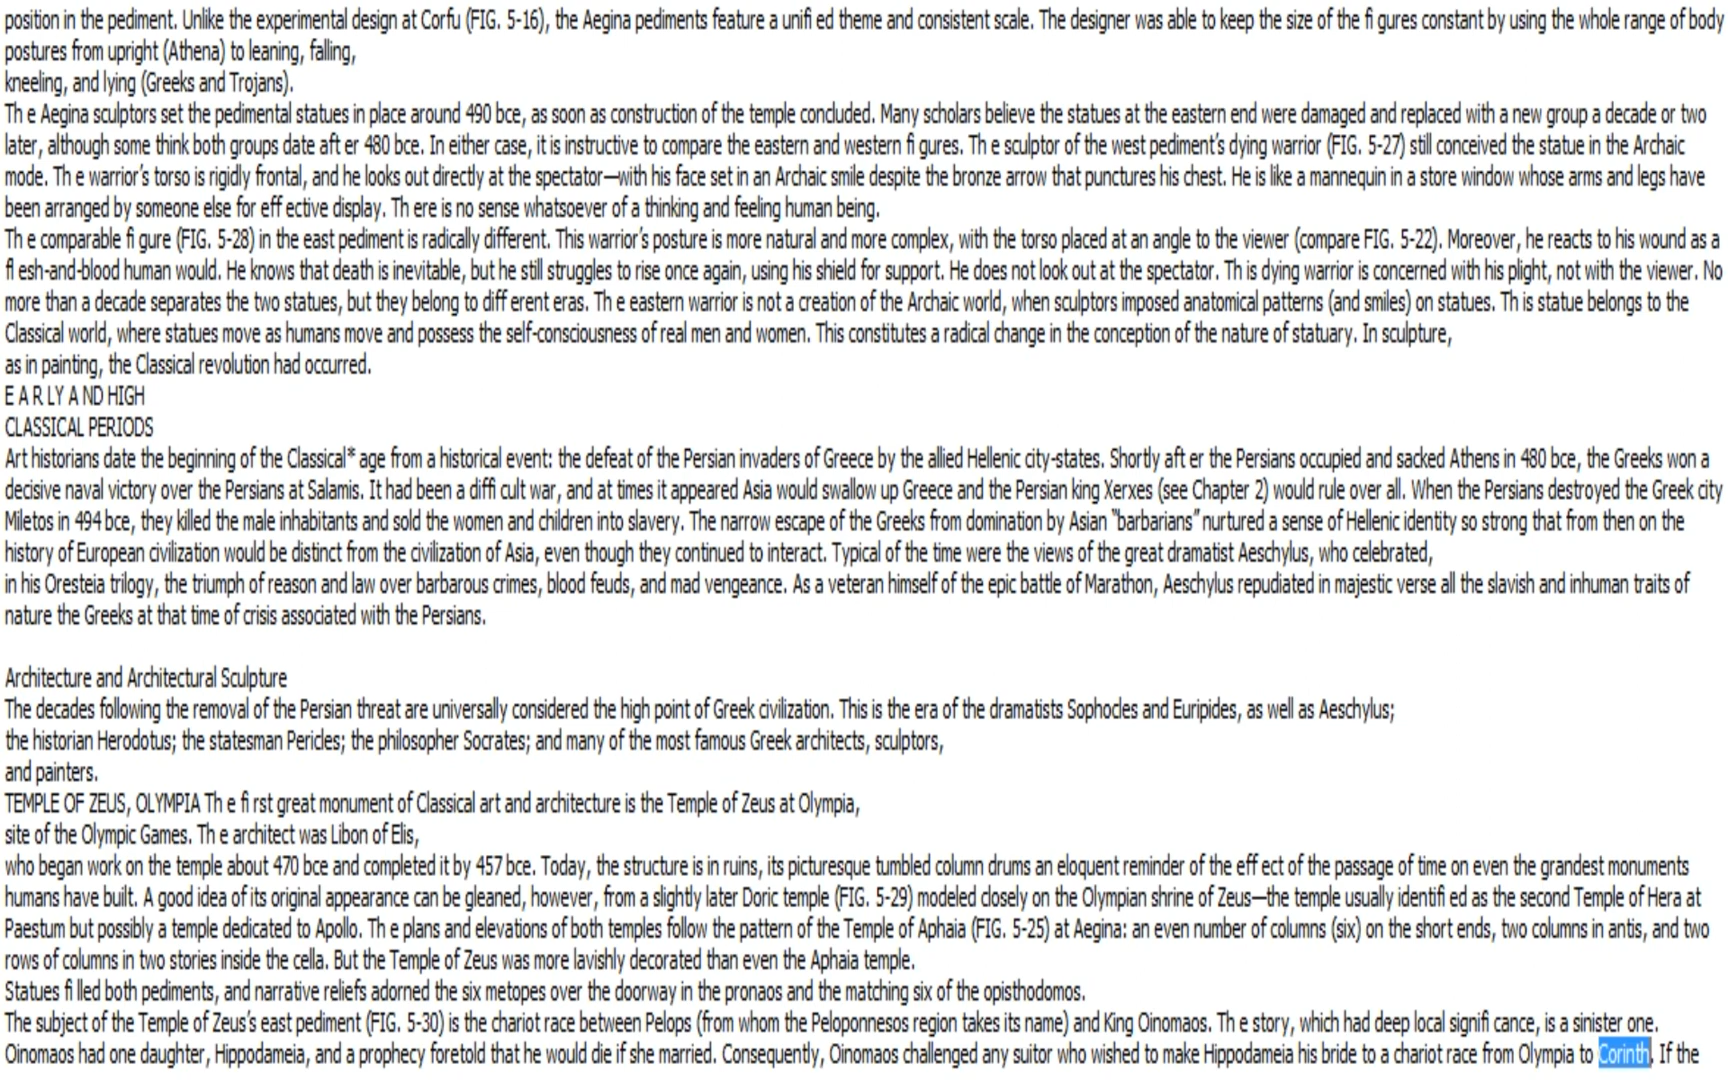 position in the pediment. Unlike the experimental design at Corfu (FIG. 5-16), the Aegina pediments feature a unifi ed theme and consistent scale. The designer was able to keep the size of the fi gures constant by using the whole range of body
postures from upright (Athena) to leaning, falling,
kneeling, and lying (Greeks and Trojans).
Th e Aegina sculptors set the pedimental statues in place around 490 bce, as soon as construction of the temple concluded. Many scholars believe the statues at the eastern end were damaged and replaced with a new group a decade or two
later, although some think both groups date aft er 480 bce. In either case, it is instructive to compare the eastern and western fi gures. Th e sculptor of the west pediment's dying warrior (FIG. 5-27) still conceived the statue in the Archaic
mode. Th e warrior's torso is rigidly frontal, and he looks out directly at the spectator—with his face set in an Archaic smile despite the bronze arrow that punctures his chest. He is like a mannequin in a store window whose arms and legs have
been arranged by someone else for eff ective display. Th ere is no sense whatsoever of a thinking and feeling human being.
Th e comparable fi gure (FIG. 5-28) in the east pediment is radically different. This warrior's posture is more natural and more complex, with the torso placed at an angle to the viewer (compare FIG. 5-22). Moreover, he reacts to his wound as a
fl esh-and-blood human would. He knows that death is inevitable, but he still struggles to rise once again, using his shield for support. He does not look out at the spectator. Th is dying warrior is concerned with his plight, not with the viewer. No
more than a decade separates the two statues, but they belong to diff erent eras. Th e eastern warrior is not a creation of the Archaic world, when sculptors imposed anatomical patterns (and smiles) on statues. Th is statue belongs to the
Classical world, where statues move as humans move and possess the self-consciousness of real men and women. This constitutes a radical change in the conception of the nature of statuary. In sculpture,
as in painting, the Classical revolution had occurred.
E A R LY A ND HIGH
CLASSICAL PERIODS
Art historians date the beginning of the Classical* age from a historical event: the defeat of the Persian invaders of Greece by the allied Hellenic city-states. Shortly aft er the Persians occupied and sacked Athens in 480 bce, the Greeks won a
decisive naval victory over the Persians at Salamis. It had been a diffi cult war, and at times it appeared Asia would swallow up Greece and the Persian king Xerxes (see Chapter 2) would rule over all. When the Persians destroyed the Greek city
Miletos in 494 bce, they killed the male inhabitants and sold the women and children into slavery. The narrow escape of the Greeks from domination by Asian "barbarians" nurtured a sense of Hellenic identity so strong that from then on the
history of European civilization would be distinct from the civilization of Asia, even though they continued to interact. Typical of the time were the views of the great dramatist Aeschylus, who celebrated,
in his Oresteia trilogy, the triumph of reason and law over barbarous crimes, blood feuds, and mad vengeance. As a veteran himself of the epic battle of Marathon, Aeschylus repudiated in majestic verse all the slavish and inhuman traits of
nature the Greeks at that time of crisis associated with the Persians.
Architecture and Architectural Sculpture
The decades following the removal of the Persian threat are universally considered the high point of Greek civilization. This is the era of the dramatists Sophocles and Euripides, as well as Aeschylus;
the historian Herodotus; the statesman Pericles; the philosopher Socrates; and many of the most famous Greek architects, sculptors,
and painters.
TEMPLE OF ZEUS, OLYMPIA Th e fi rst great monument of Classical art and architecture is the Temple of Zeus at Olympia,
site of the Olympic Games. Th e architect was Libon of Elis,
who began work on the temple about 470 bce and completed it by 457 bce. Today, the structure is in ruins, its picturesque tumbled column drums an eloquent reminder of the eff ect of the passage of time on even the grandest monuments
humans have built. A good idea of its original appearance can be gleaned, however, from a slightly later Doric temple (FIG. 5-29) modeled closely on the Olympian shrine of Zeus—the temple usually identifi ed as the second Temple of Hera at
Paestum but possibly a temple dedicated to Apollo. Th e plans and elevations of both temples follow the pattern of the Temple of Aphaia (FIG. 5-25) at Aegina: an even number of columns (six) on the short ends, two columns in antis, and two
rows of columns in two stories inside the cella. But the Temple of Zeus was more lavishly decorated than even the Aphaia temple.
Statues fi lled both pediments, and narrative reliefs adorned the six metopes over the doorway in the pronaos and the matching six of the opisthodomos.
The subject of the Temple of Zeus's east pediment (FIG. 5-30) is the chariot race between Pelops (from whom the Peloponnesos region takes its name) and King Oinomaos. Th e story, which had deep local signifi cance, is a sinister one.
Oinomaos had one daughter, Hippodameia, and a prophecy foretold that he would die if she married. Consequently, Oinomaos challenged any suitor who wished to make Hippodameia his bride to a chariot race from Olympia to Corinth. If the